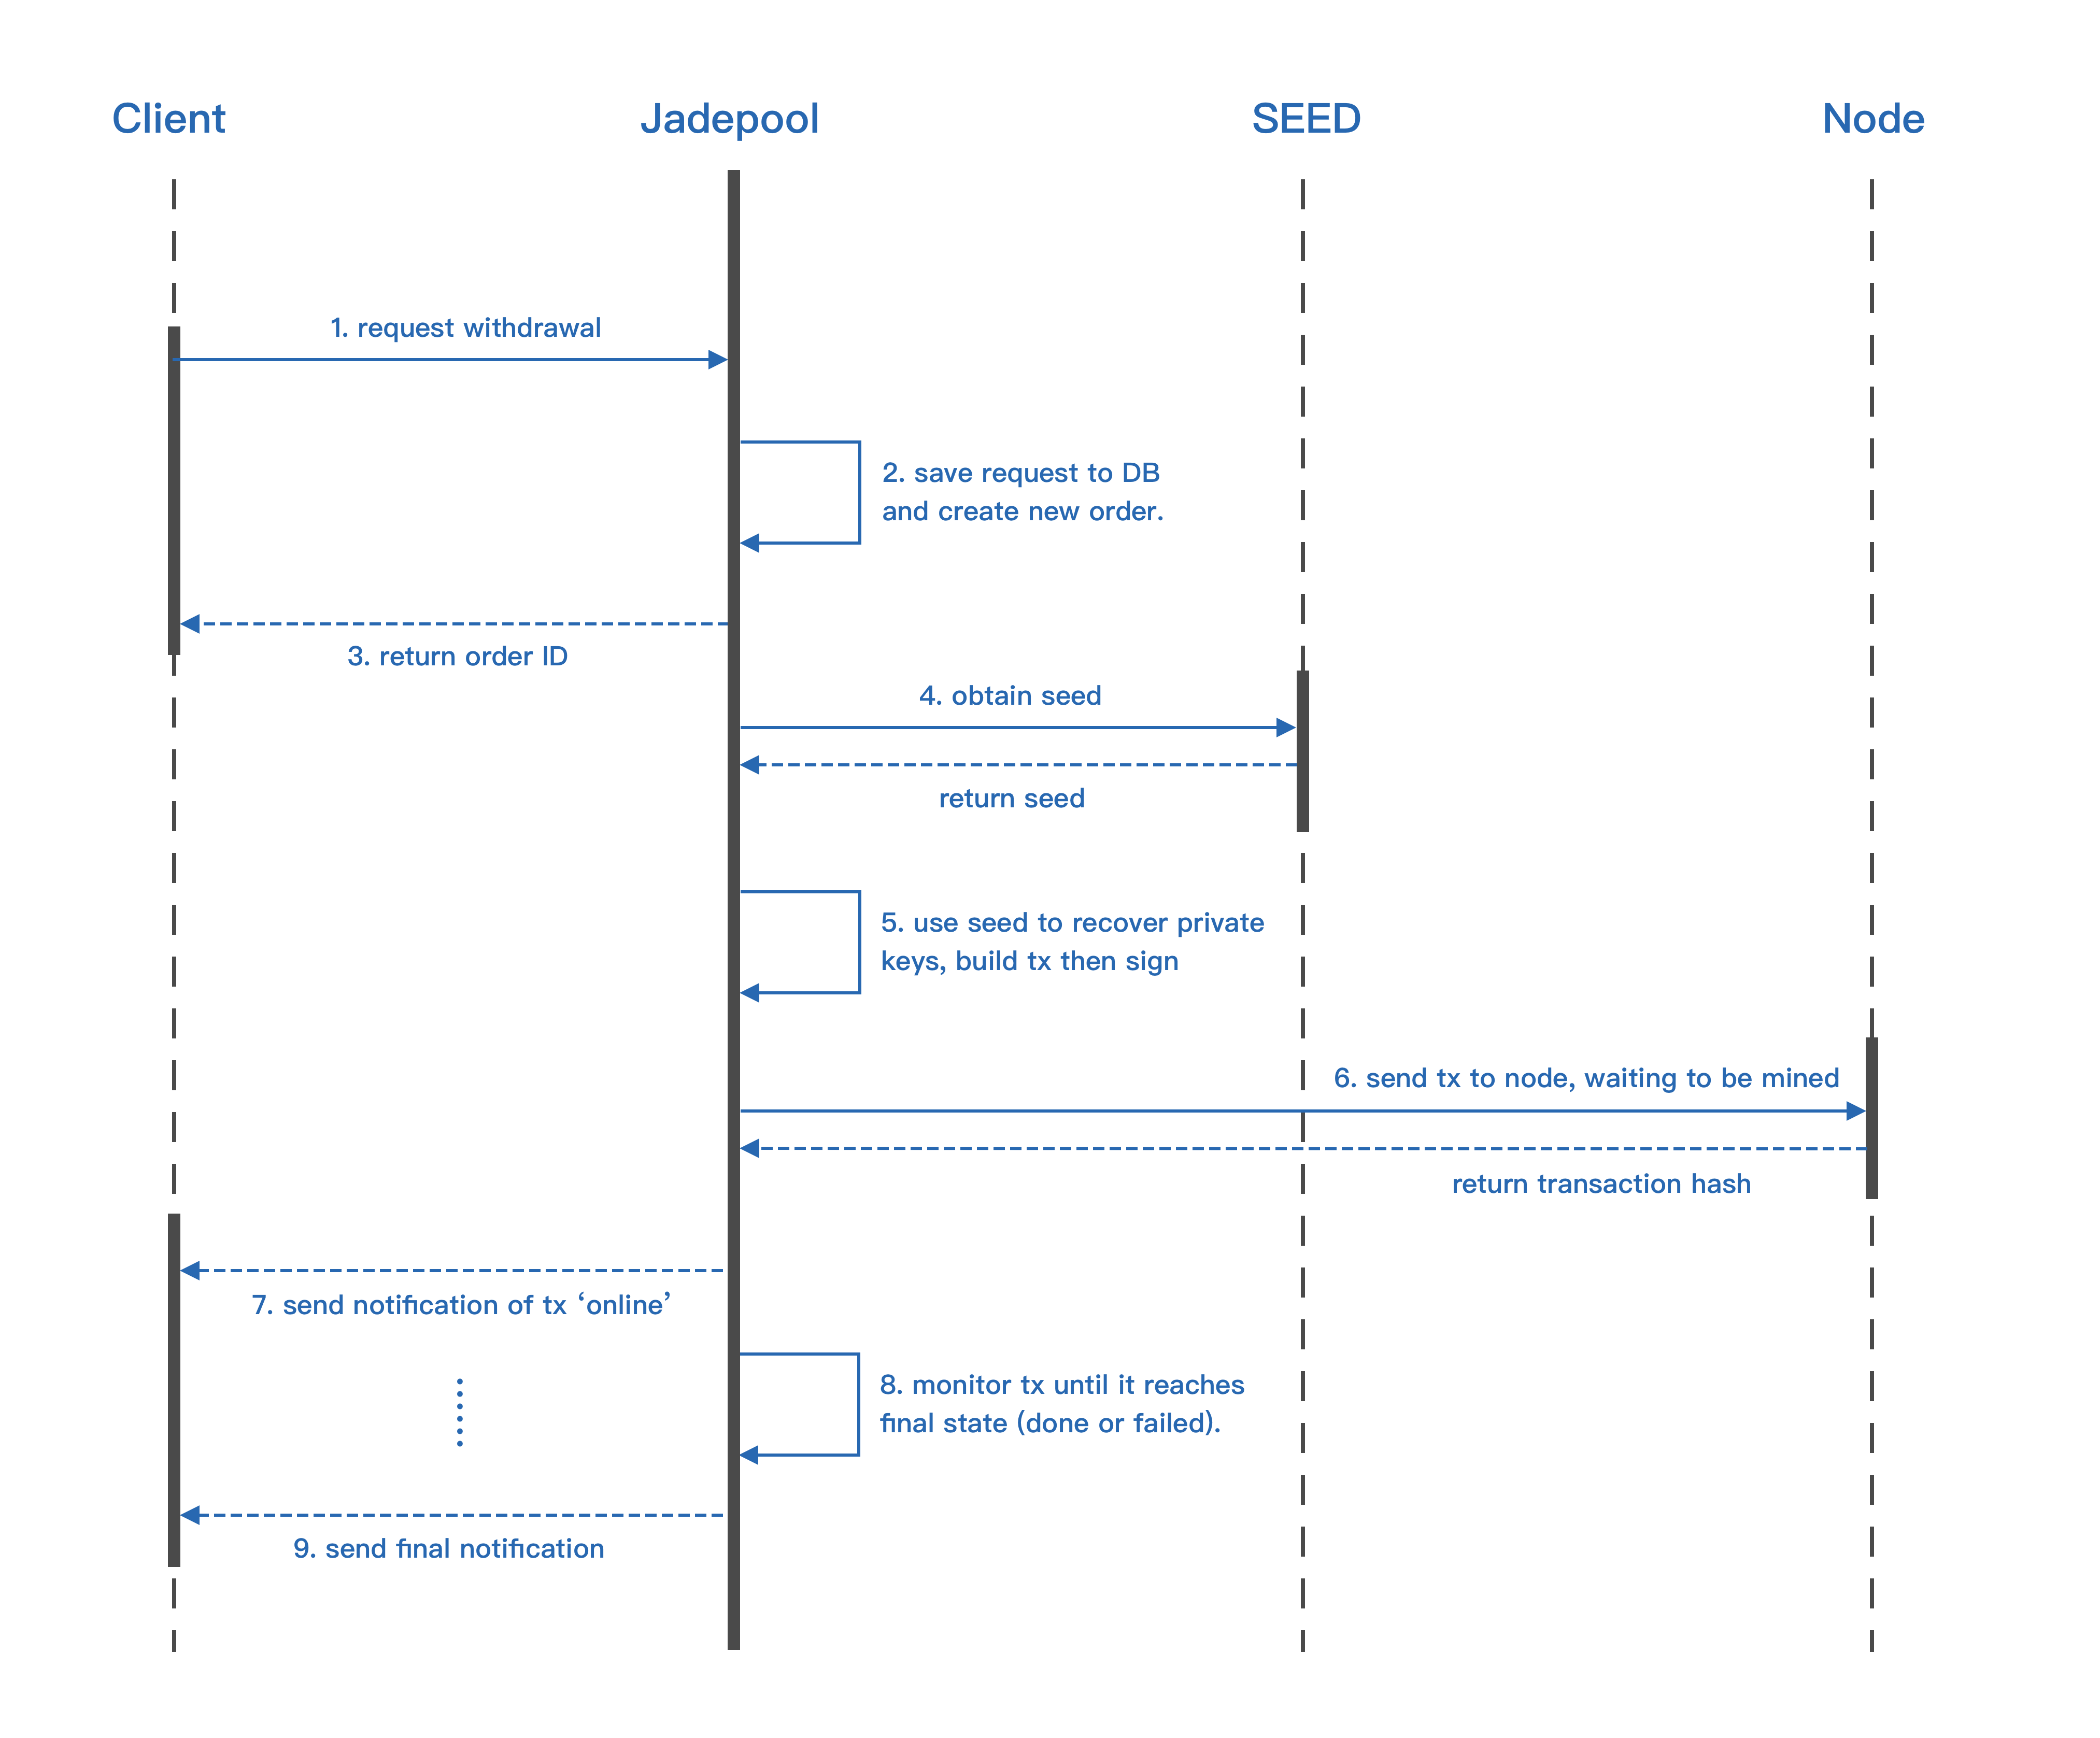 Client
Jadepool
SEED
Node
1. request withdrawal
2. save request to DB
and create new order.
3. return order ID
4. obtain seed
return seed
5. use seed to recover private
keys, build tx then sign
6. send tx to node, waiting to be mined
return transaction hash
7. send notification of tx ‘online’
8. monitor tx until it reaches
final state (done or failed).
9. send final notification